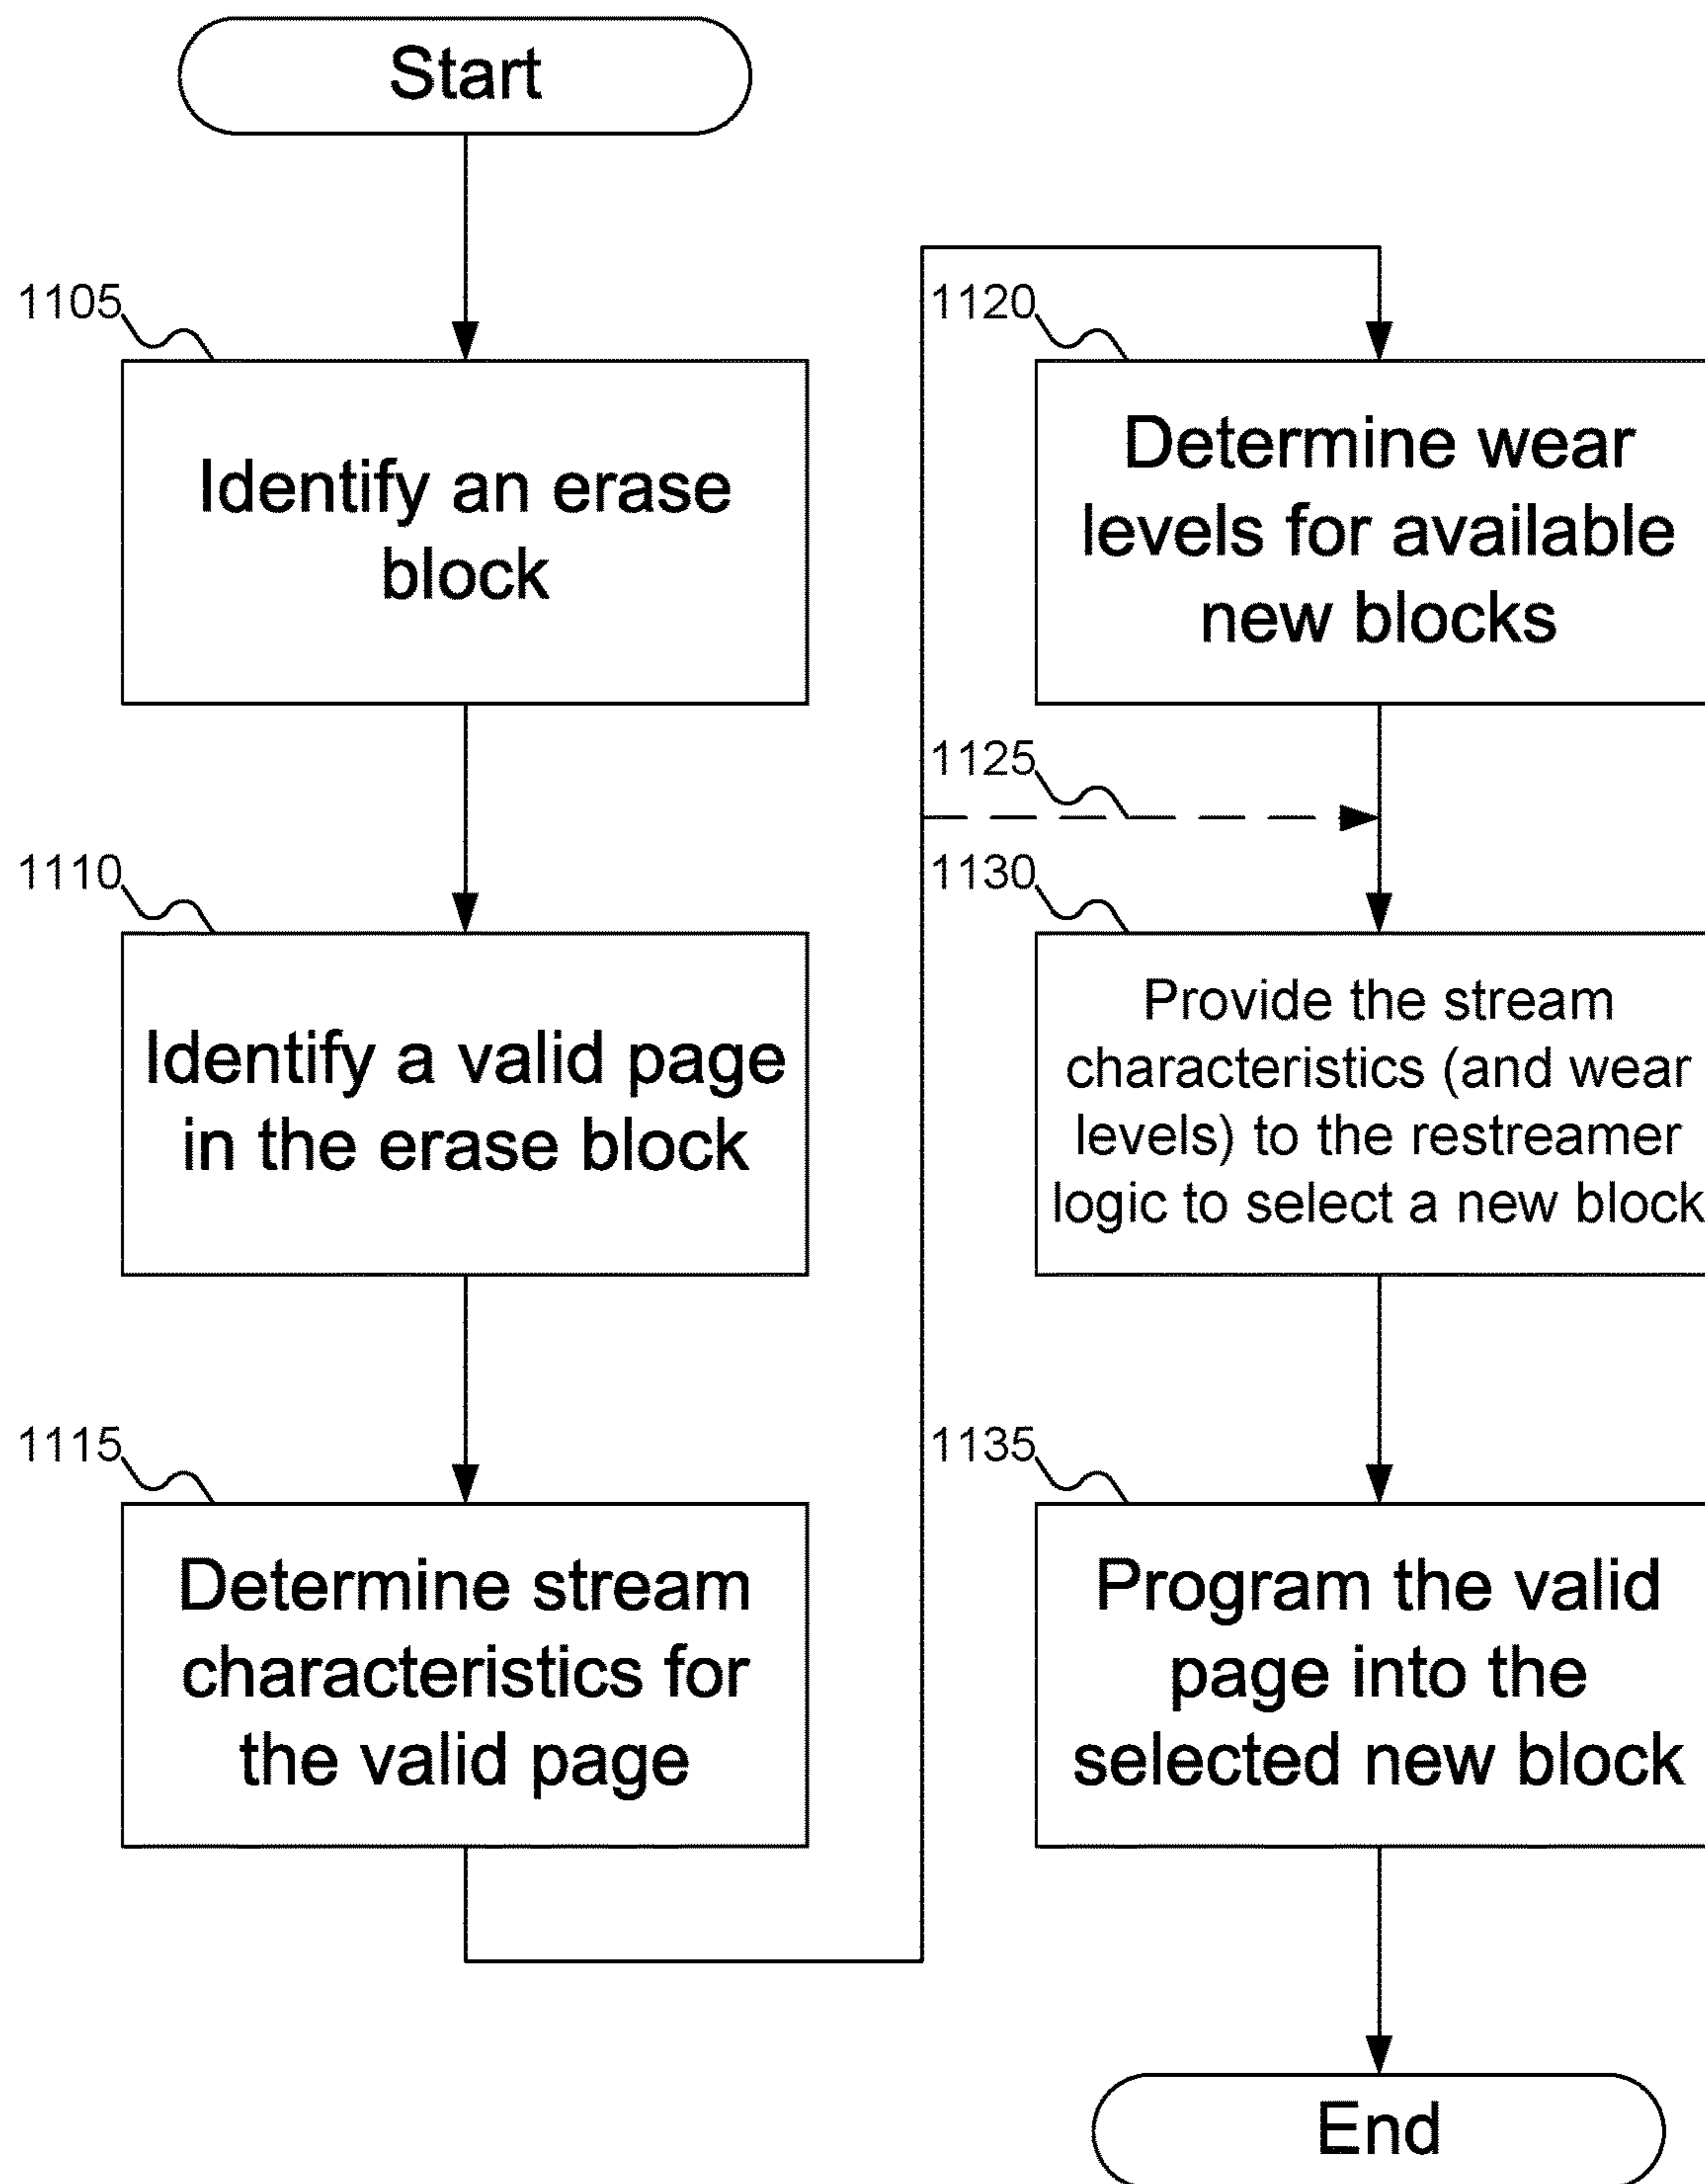 Start
1105
Identify an erase
block
1110
Identify a valid page
in the erase block
1115
Determine stream
characteristics for
the valid page
1120
Determine wear
levels for available
new blocks
1125
1130
Provide the stream
characteristics (and wear
levels) to the restreamer
logic to select a new block
1135
Program the valid
page into the
selected new block
End